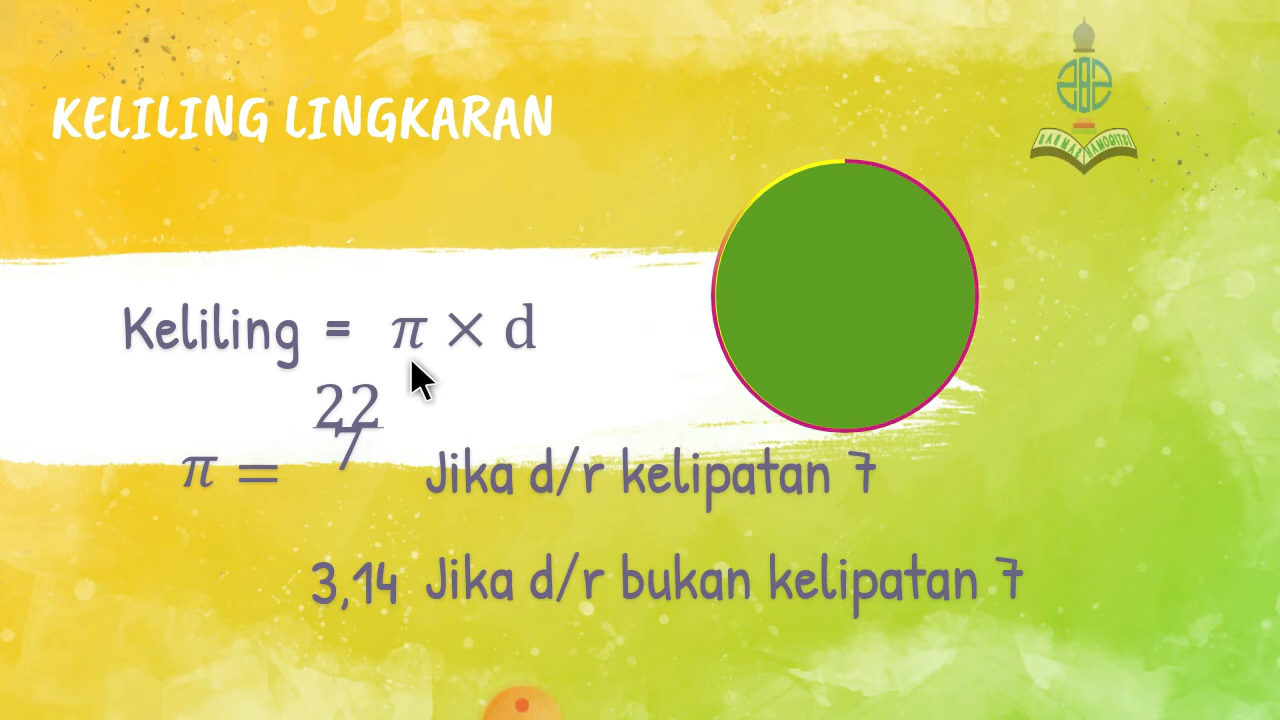 KELILING LINGKARAN
Keliling = π × d
π = 22/7 Jika d/r kelipatan 7
3,14 Jika d/r bukan kelipatan 7